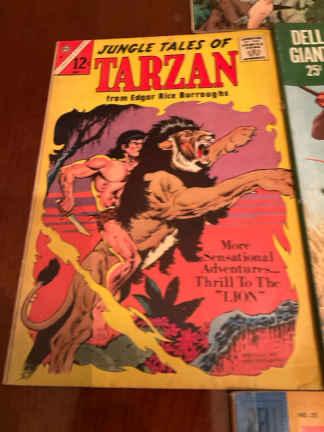 JUNGLE TALES OF
12¢
TARZAN
from Edgar Rice Burroughs
More
Sensational
Adventures...
Thrill To The
"LION"
DELL
GIANT
25¢